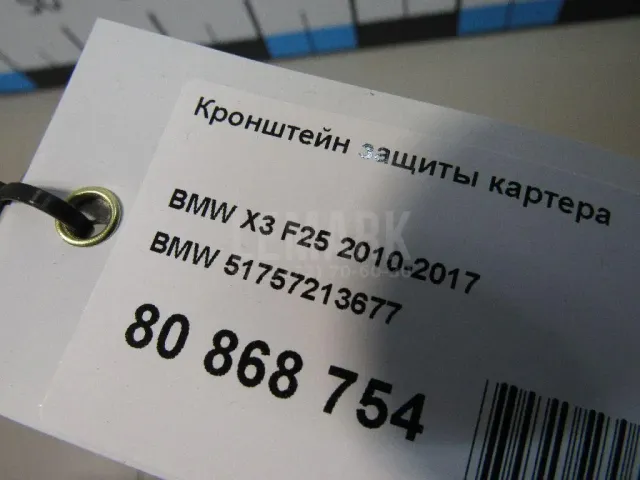 Кронштейн защиты картера
BMW X3 F25 2010-2017
BMW 51757213677
80 868 754